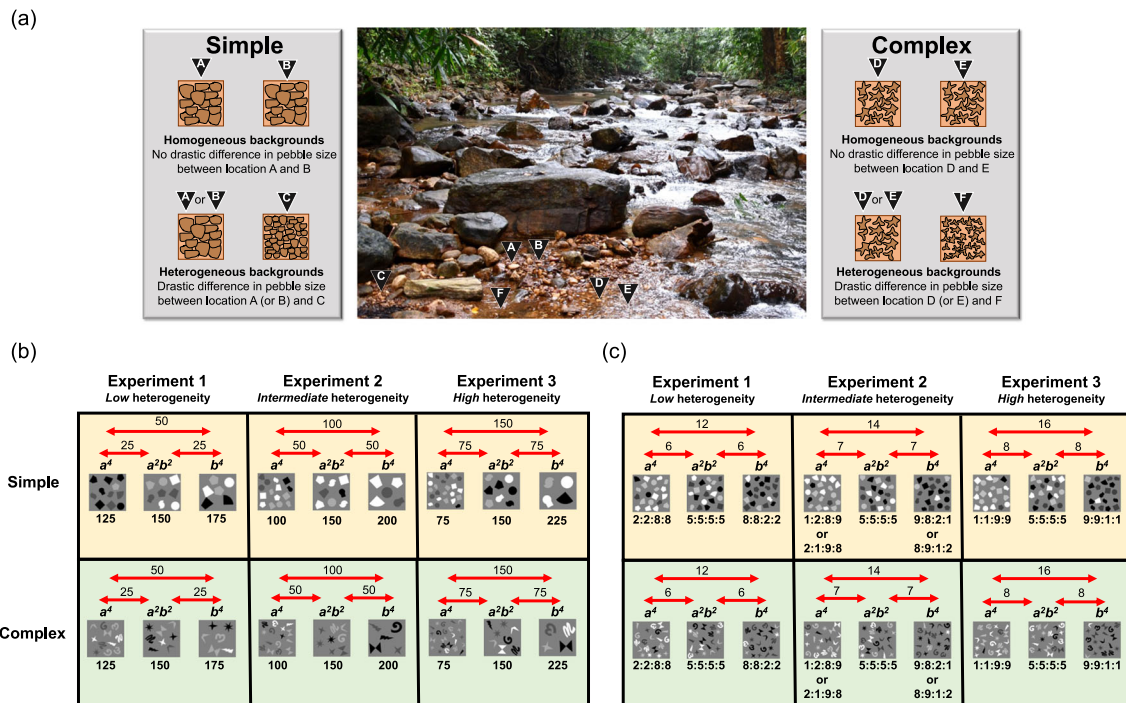 (a)
Simple
A
B
Homogeneous backgrounds
No drastic difference in pebble size
between location A and B
A or B
C
Heterogeneous backgrounds
Drastic difference in pebble size
between location A (or B) and C
A
B
C
D
E
F
Complex
D
E
Homogeneous backgrounds
No drastic difference in pebble size
between location D and E
D or E
F
Heterogeneous backgrounds
Drastic difference in pebble size
between location D (or E) and F
(b)
Experiment 1
Low heterogeneity
Experiment 2
Intermediate heterogeneity
Experiment 3
High heterogeneity
Simple
50
25 25
a⁴ a²b² b⁴
125 150 175
100
50 50
a⁴ a²b² b⁴
100 150 200
150
75 75
a⁴ a²b² b⁴
75 150 225
Complex
50
25 25
a⁴ a²b² b⁴
125 150 175
100
50 50
a⁴ a²b² b⁴
100 150 200
150
75 75
a⁴ a²b² b⁴
75 150 225
(c)
Experiment 1
Low heterogeneity
Experiment 2
Intermediate heterogeneity
Experiment 3
High heterogeneity
12
6 6
a⁴ a²b² b⁴
2:2:8:8 5:5:5:5 8:8:2:2
14
7 7
a⁴ a²b² b⁴
1:2:8:9 5:5:5:5 9:8:2:1
or or
2:1:9:8 8:9:1:2
16
8 8
a⁴ a²b² b⁴
1:1:9:9 5:5:5:5 9:9:1:1
12
6 6
a⁴ a²b² b⁴
2:2:8:8 5:5:5:5 8:8:2:2
14
7 7
a⁴ a²b² b⁴
1:2:8:9 5:5:5:5 9:8:2:1
or or
2:1:9:8 8:9:1:2
16
8 8
a⁴ a²b² b⁴
1:1:9:9 5:5:5:5 9:9:1:1